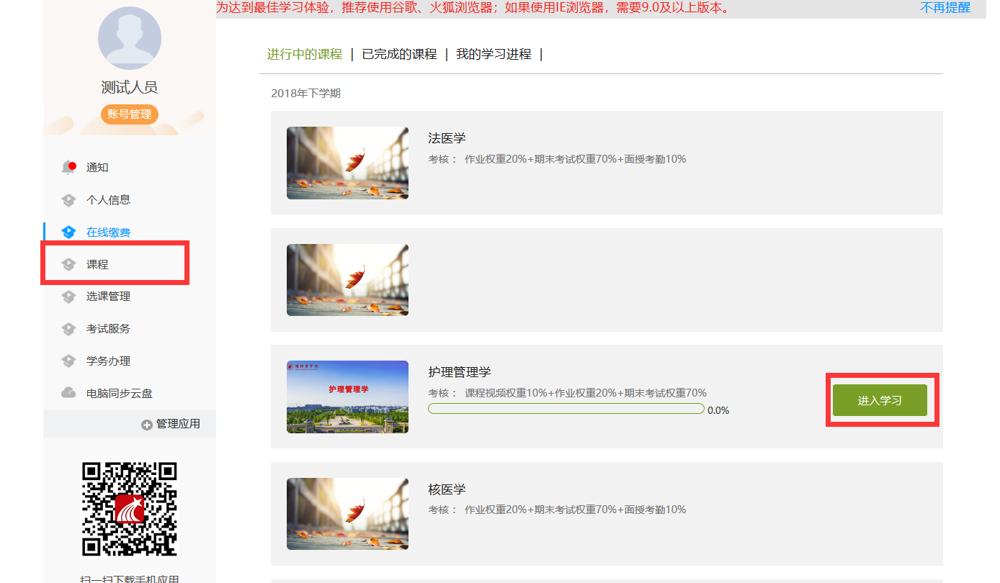 为达到最佳学习体验，推荐使用谷歌、火狐浏览器；如果使用IE浏览器，需要9.0及以上版本。 不再提醒
测试人员
账号管理
通知
个人信息
在线缴费
课程
选课管理
考试服务
学务办理
电脑同步云盘
管理应用
扫一扫下载手机应用
进行中的课程 | 已完成的课程 | 我的学习进程 |
2018年下学期
法医学
考核： 作业权重20%+期末考试权重70%+面授考勤10%
护理管理学
护理管理学
考核： 课程视频权重10%+作业权重20%+期末考试权重70%
0.0%
进入学习
核医学
考核： 作业权重20%+期末考试权重70%+面授考勤10%